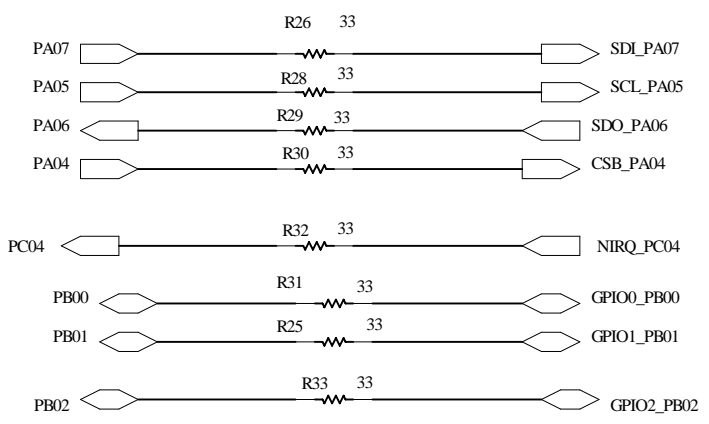 R26 33
PA07 SDI_PA07
R28 33
PA05 SCL_PA05
R29 33
PA06 SDO_PA06
R30 33
PA04 CSB_PA04
R32 33
PC04 NIRQ_PC04
R31 33
PB00 GPIO0_PB00
R25 33
PB01 GPIO1_PB01
R33 33
PB02 GPIO2_PB02